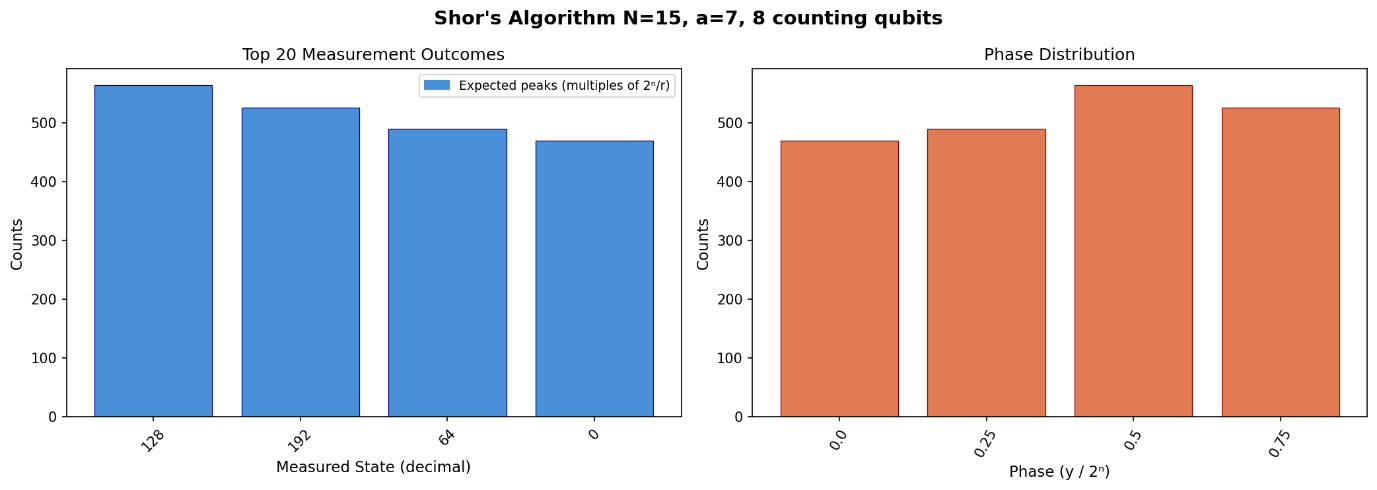 Shor's Algorithm N=15, a=7, 8 counting qubits
Top 20 Measurement Outcomes
Expected peaks (multiples of 2ⁿ/r)
Counts
500
400
300
200
100
0
128
192
64
0
Measured State (decimal)
Phase Distribution
Counts
500
400
300
200
100
0
0.0
0.25
0.5
0.75
Phase (y / 2ⁿ)